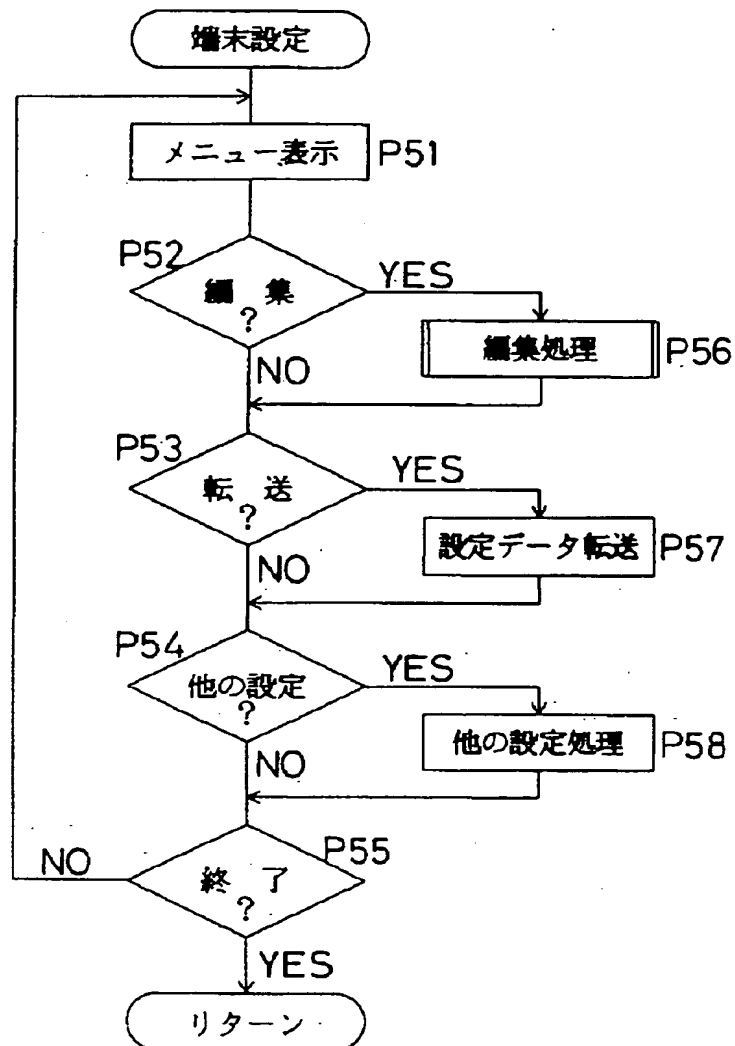 端末設定
メニュー表示 P51
P52
編 集
?
YES
編集処理 P56
NO
P53
転 送
?
YES
設定データ転送 P57
NO
P54
他の設定
?
YES
他の設定処理 P58
NO
P55
終 了
?
NO
YES
リターン